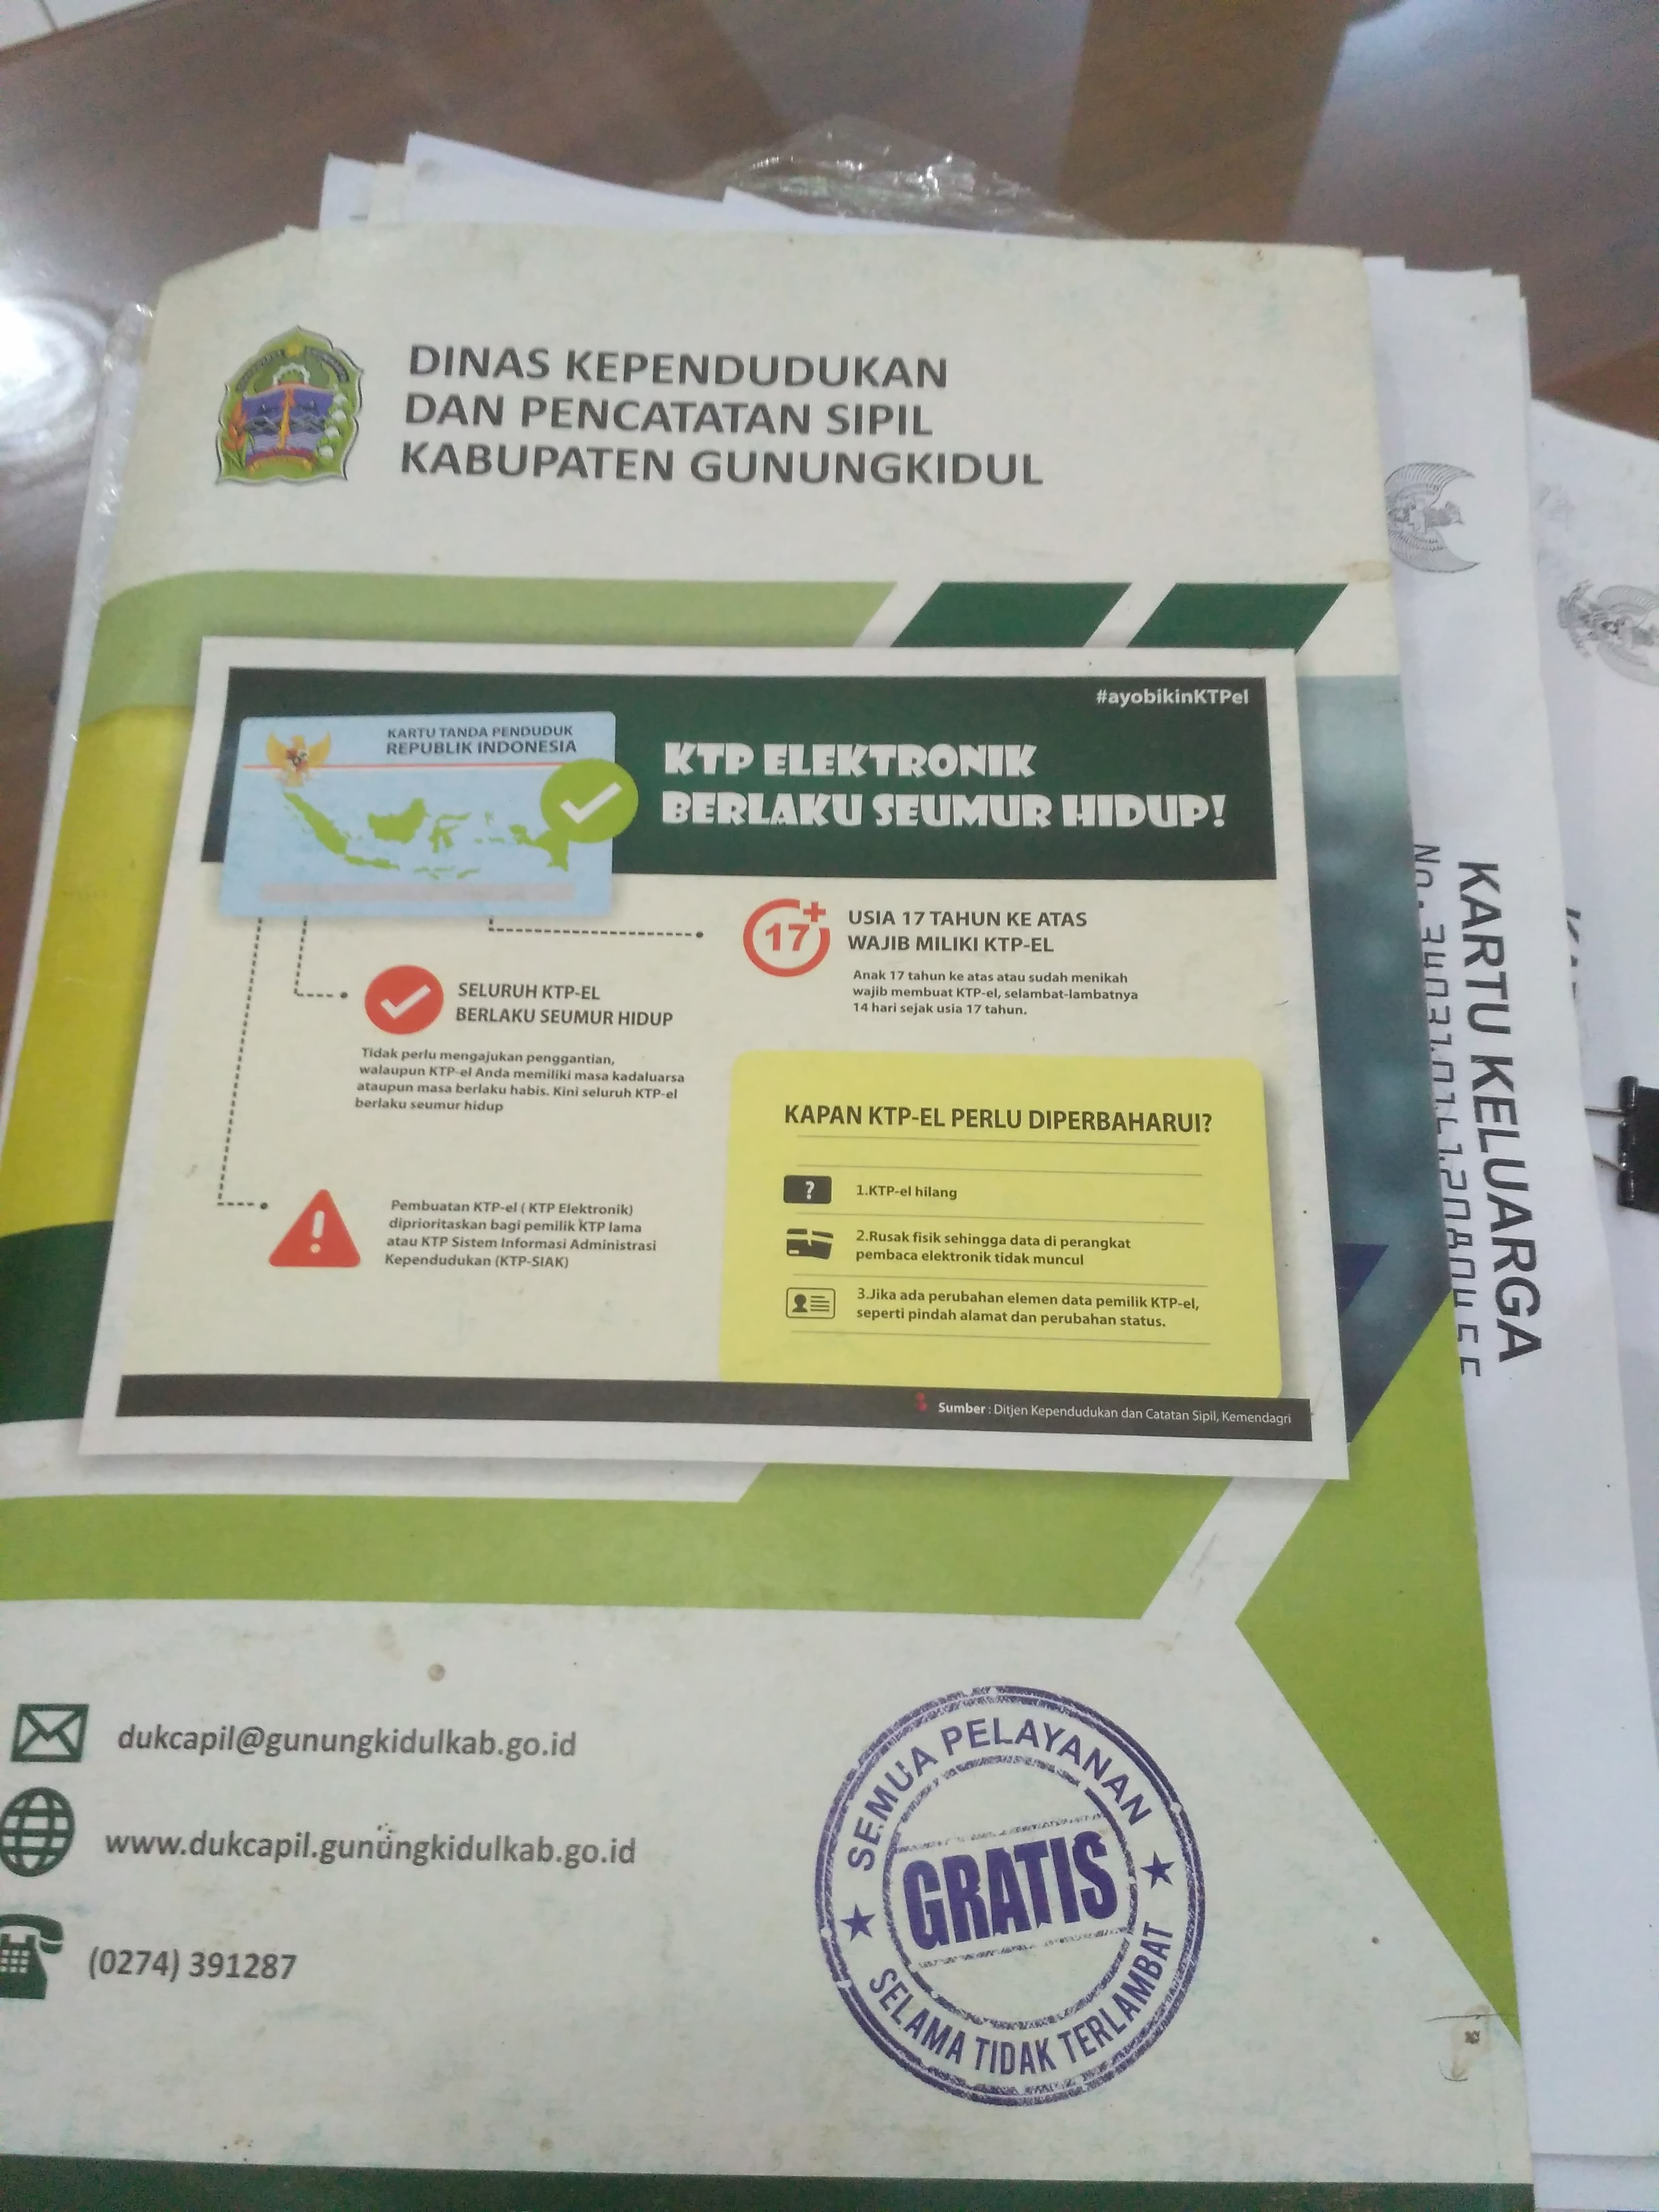 DINAS KEPENDUDUKAN
DAN PENCATATAN SIPIL
KABUPATEN GUNUNGKIDUL
#ayobikinKTPel
KARTU TANDA PENDUDUK
REPUBLIK INDONESIA
KTP ELEKTRONIK
BERLAKU SEUMUR HIDUP!
17+
USIA 17 TAHUN KE ATAS
WAJIB MILIKI KTP-EL
Anak 17 tahun ke atas atau sudah menikah
wajib membuat KTP-el, selambat-lambatnya
14 hari sejak usia 17 tahun.
SELURUH KTP-EL
BERLAKU SEUMUR HIDUP
Tidak perlu mengajukan penggantian,
walaupun KTP-el Anda memiliki masa kadaluarsa
ataupun masa berlaku habis. Kini seluruh KTP-el
berlaku seumur hidup
Pembuatan KTP-el ( KTP Elektronik)
diprioritaskan bagi pemilik KTP lama
atau KTP Sistem Informasi Administrasi
Kependudukan (KTP-SIAK)
KAPAN KTP-EL PERLU DIPERBAHARUI?
?
1.KTP-el hilang
2.Rusak fisik sehingga data di perangkat
pembaca elektronik tidak muncul
3.Jika ada perubahan elemen data pemilik KTP-el,
seperti pindah alamat dan perubahan status.
Sumber : Ditjen Kependudukan dan Catatan Sipil, Kemendagri
dukcapil@gunungkidulkab.go.id
www.dukcapil.gunungkidulkab.go.id
(0274) 391287
SEMUA PELAYANAN
GRATIS
SELAMA TIDAK TERLAMBAT
KARTU KELUARGA
No.